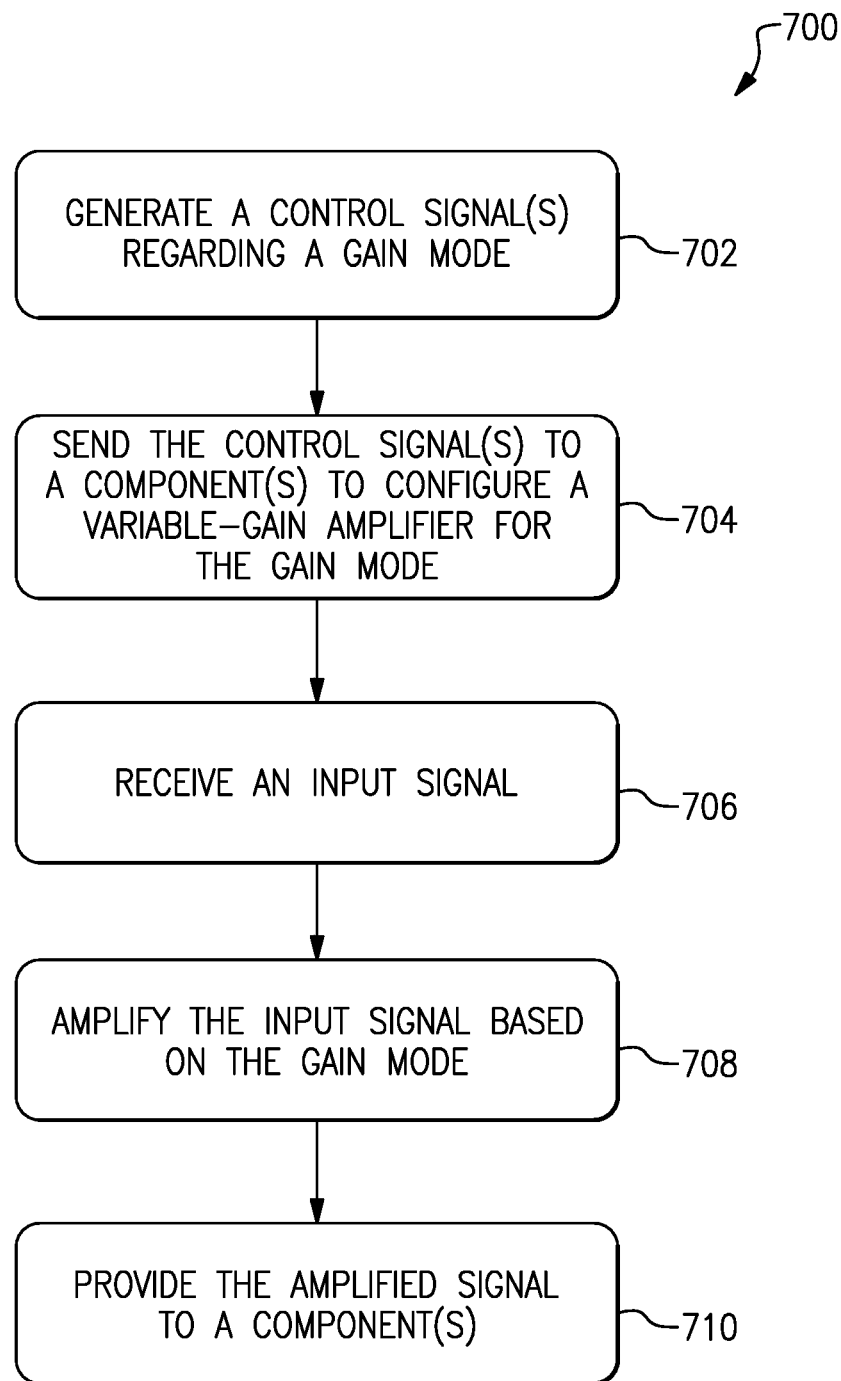 700
GENERATE A CONTROL SIGNAL(S)
REGARDING A GAIN MODE
702
SEND THE CONTROL SIGNAL(S) TO
A COMPONENT(S) TO CONFIGURE A
VARIABLE-GAIN AMPLIFIER FOR
THE GAIN MODE
704
RECEIVE AN INPUT SIGNAL
706
AMPLIFY THE INPUT SIGNAL BASED
ON THE GAIN MODE
708
PROVIDE THE AMPLIFIED SIGNAL
TO A COMPONENT(S)
710